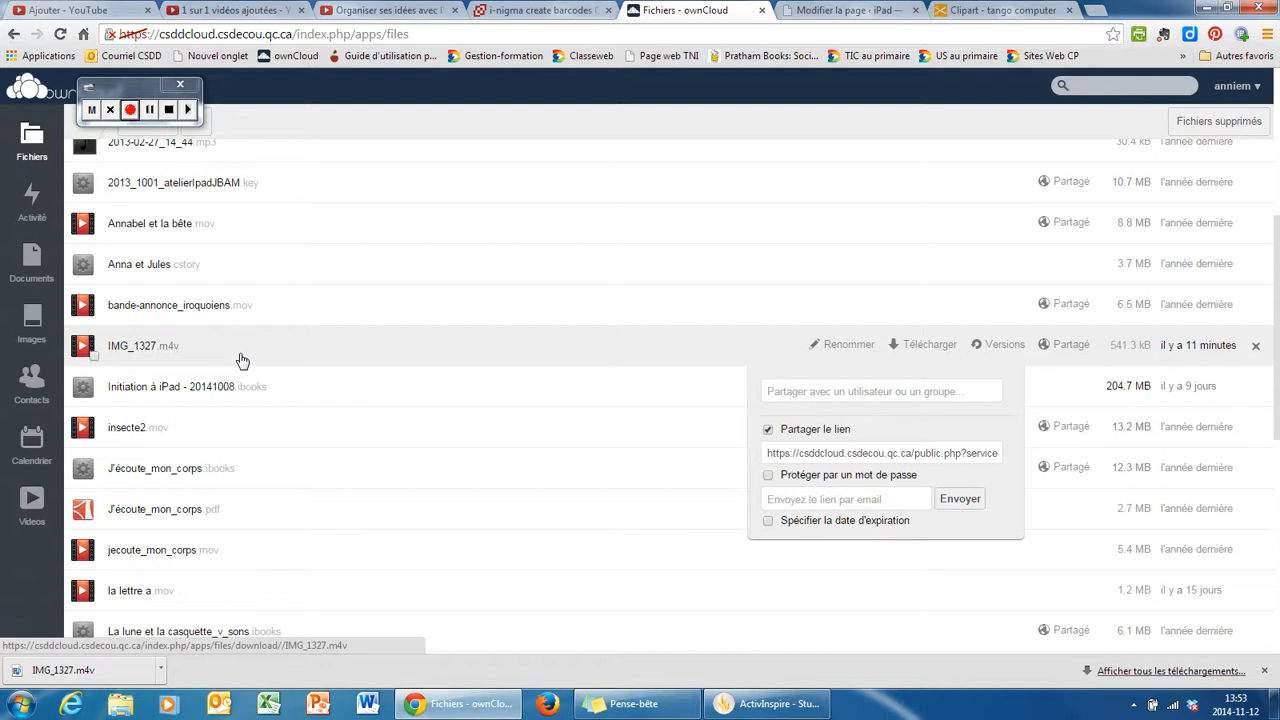 Ajouter - YouTube
1 sur 1 vidéos ajoutées - Y
Organiser ses idées avec l'
i-nigma create barcodes (C
Fichiers - ownCloud
Modifier la page ‹ iPad —
Clipart - tango computer
https://csddcloud.csdecou.qc.ca/index.php/apps/files
Applications
Courriel CSDD
Nouvel onglet
ownCloud
Guide d'utilisation p...
Gestion-formation
Classeweb
Page web TNI
Pratham Books: Soci...
TIC au primaire
US au primaire
Sites Web CP
»
Autres favoris
anniem
M
Fichiers supprimés
Fichiers
Activité
Documents
Images
Contacts
Calendrier
Videos
2013-02-27_14_44.mp3 30.4 kB l'année dernière
2013_1001_atelierIpadJBAM.key Partagé 10.7 MB l'année dernière
Annabel et la bête.mov Partagé 8.8 MB l'année dernière
Anna et Jules.cstory 3.7 MB l'année dernière
bande-annonce_iroquoiens.mov Partagé 6.5 MB l'année dernière
IMG_1327.m4v Renommer Télécharger Versions Partagé 541.3 kB il y a 11 minutes
Initiation à iPad - 20141008.ibooks 204.7 MB il y a 9 jours
insecte2.mov Partagé 13.2 MB l'année dernière
J'écoute_mon_corps.ibooks Partagé 12.3 MB l'année dernière
J'écoute_mon_corps.pdf 2.7 MB l'année dernière
jecoute_mon_corps.mov 5.4 MB l'année dernière
la lettre a.mov 1.2 MB il y a 15 jours
La lune et la casquette_v_sons.ibooks Partagé 6.1 MB l'année dernière
Partager avec un utilisateur ou un groupe...
Partager le lien
https://csddcloud.csdecou.qc.ca/public.php?service
Protéger par un mot de passe
Envoyez le lien par email
Envoyer
Spécifier la date d'expiration
https://csddcloud.csdecou.qc.ca/index.php/apps/files/download//IMG_1327.m4v
IMG_1327.m4v
Afficher tous les téléchargements...
Fichiers - ownClo...
Pense-bête
ActivInspire - Stu...
13:53
2014-11-12